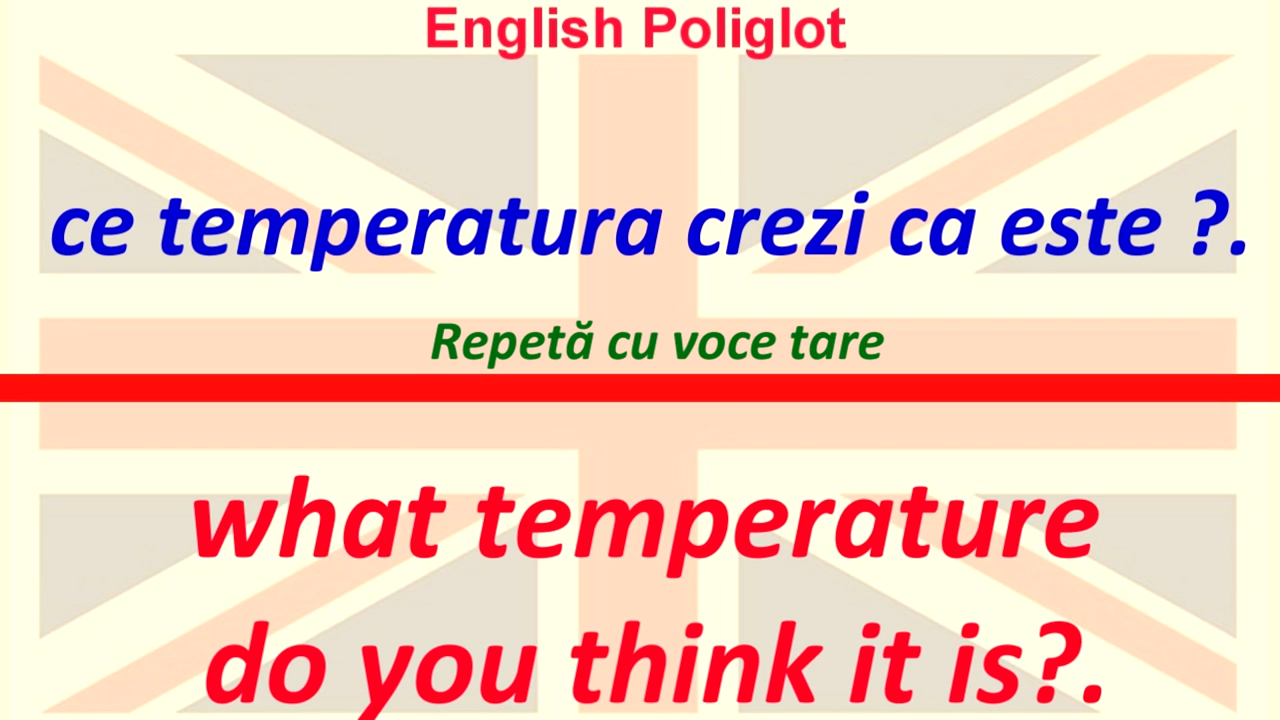 English Poliglot
ce temperatura crezi ca este ?.
Repetă cu voce tare
what temperature
do you think it is?.